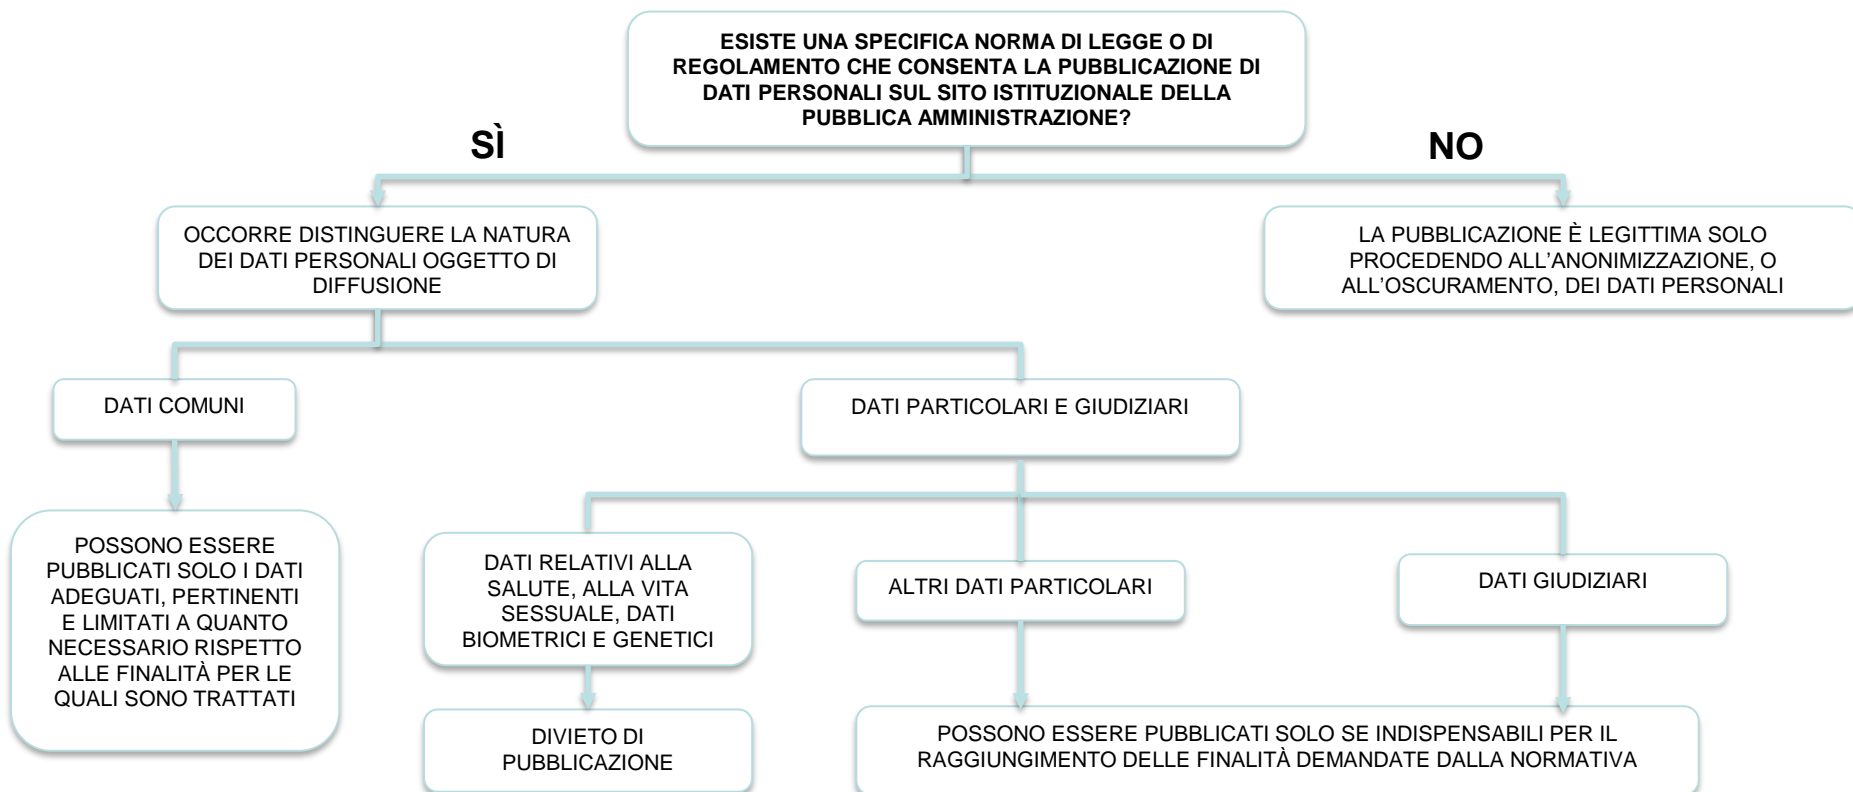 ESISTE UNA SPECIFICA NORMA DI LEGGE O DI
REGOLAMENTO CHE CONSENTA LA PUBBLICAZIONE DI
DATI PERSONALI SUL SITO ISTITUZIONALE DELLA
PUBBLICA AMMINISTRAZIONE?
SÌ
NO
OCCORRE DISTINGUERE LA NATURA
DEI DATI PERSONALI OGGETTO DI
DIFFUSIONE
LA PUBBLICAZIONE È LEGITTIMA SOLO
PROCEDENDO ALL'ANONIMIZZAZIONE, O
ALL'OSCURAMENTO, DEI DATI PERSONALI
DATI COMUNI
DATI PARTICOLARI E GIUDIZIARI
POSSONO ESSERE
PUBBLICATI SOLO I DATI
ADEGUATI, PERTINENTI
E LIMITATI A QUANTO
NECESSARIO RISPETTO
ALLE FINALITÀ PER LE
QUALI SONO TRATTATI
DATI RELATIVI ALLA
SALUTE, ALLA VITA
SESSUALE, DATI
BIOMETRICI E GENETICI
ALTRI DATI PARTICOLARI
DATI GIUDIZIARI
DIVIETO DI
PUBBLICAZIONE
POSSONO ESSERE PUBBLICATI SOLO SE INDISPENSABILI PER IL
RAGGIUNGIMENTO DELLE FINALITÀ DEMANDATE DALLA NORMATIVA